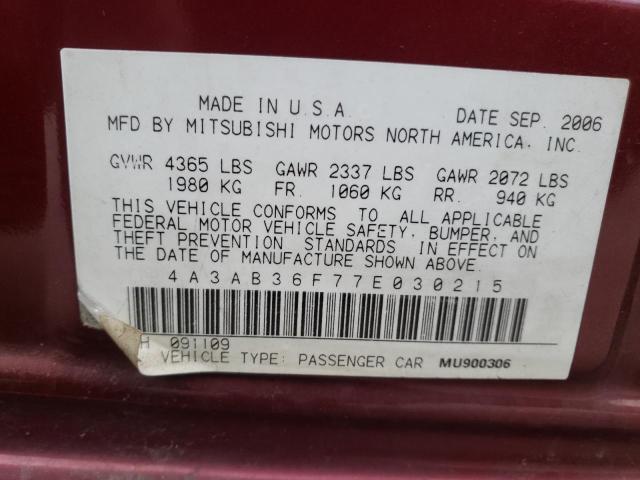 MADE IN U.S.A. DATE SEP. 2006
MFD BY MITSUBISHI MOTORS NORTH AMERICA, INC.
GVWR 4365 LBS GAWR 2337 LBS GAWR 2072 LBS
1980 KG FR. 1060 KG RR. 940 KG
THIS VEHICLE CONFORMS TO ALL APPLICABLE
FEDERAL MOTOR VEHICLE SAFETY, BUMPER, AND
THEFT PREVENTION STANDARDS IN EFFECT ON
THE DATE OF MANUFACTURE SHOWN ABOVE.
4A3AB36F77E030215
H 091109
VEHICLE TYPE: PASSENGER CAR MU900306